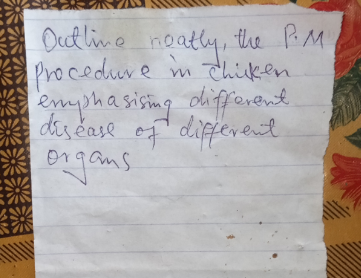 Outline neatly, the P.M
procedure in chicken
emphasising different
disease of different
organs